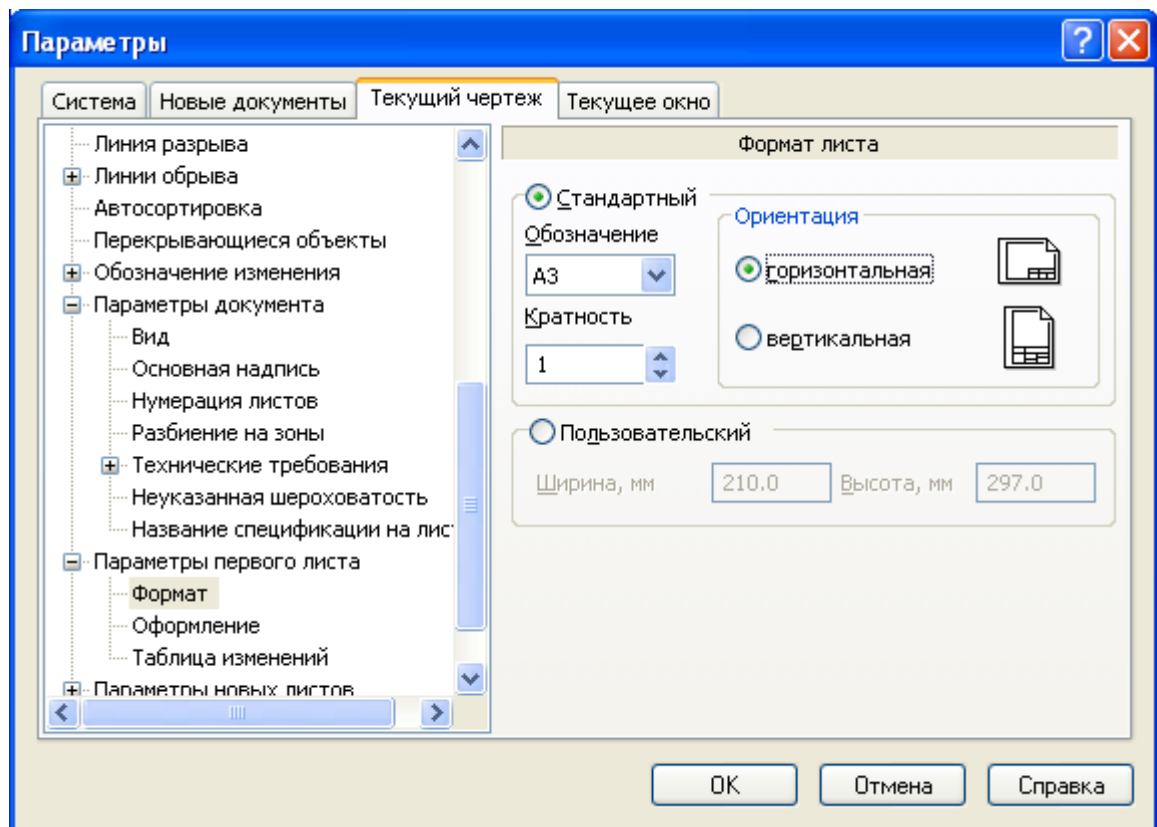 Параметры
Система
Новые документы
Текущий чертеж
Текущее окно
Линия разрыва
Линии обрыва
Автосортировка
Перекрывающиеся объекты
Обозначение изменения
Параметры документа
Вид
Основная надпись
Нумерация листов
Разбиение на зоны
Технические требования
Неуказанная шероховатость
Название спецификации на лис
Параметры первого листа
Формат
Оформление
Таблица изменений
Параметры новых листов
Формат листа
Стандартный
Обозначение
А3
Кратность
1
Ориентация
горизонтальная
вертикальная
Пользовательский
Ширина, мм 210.0 Высота, мм 297.0
OK Отмена Справка